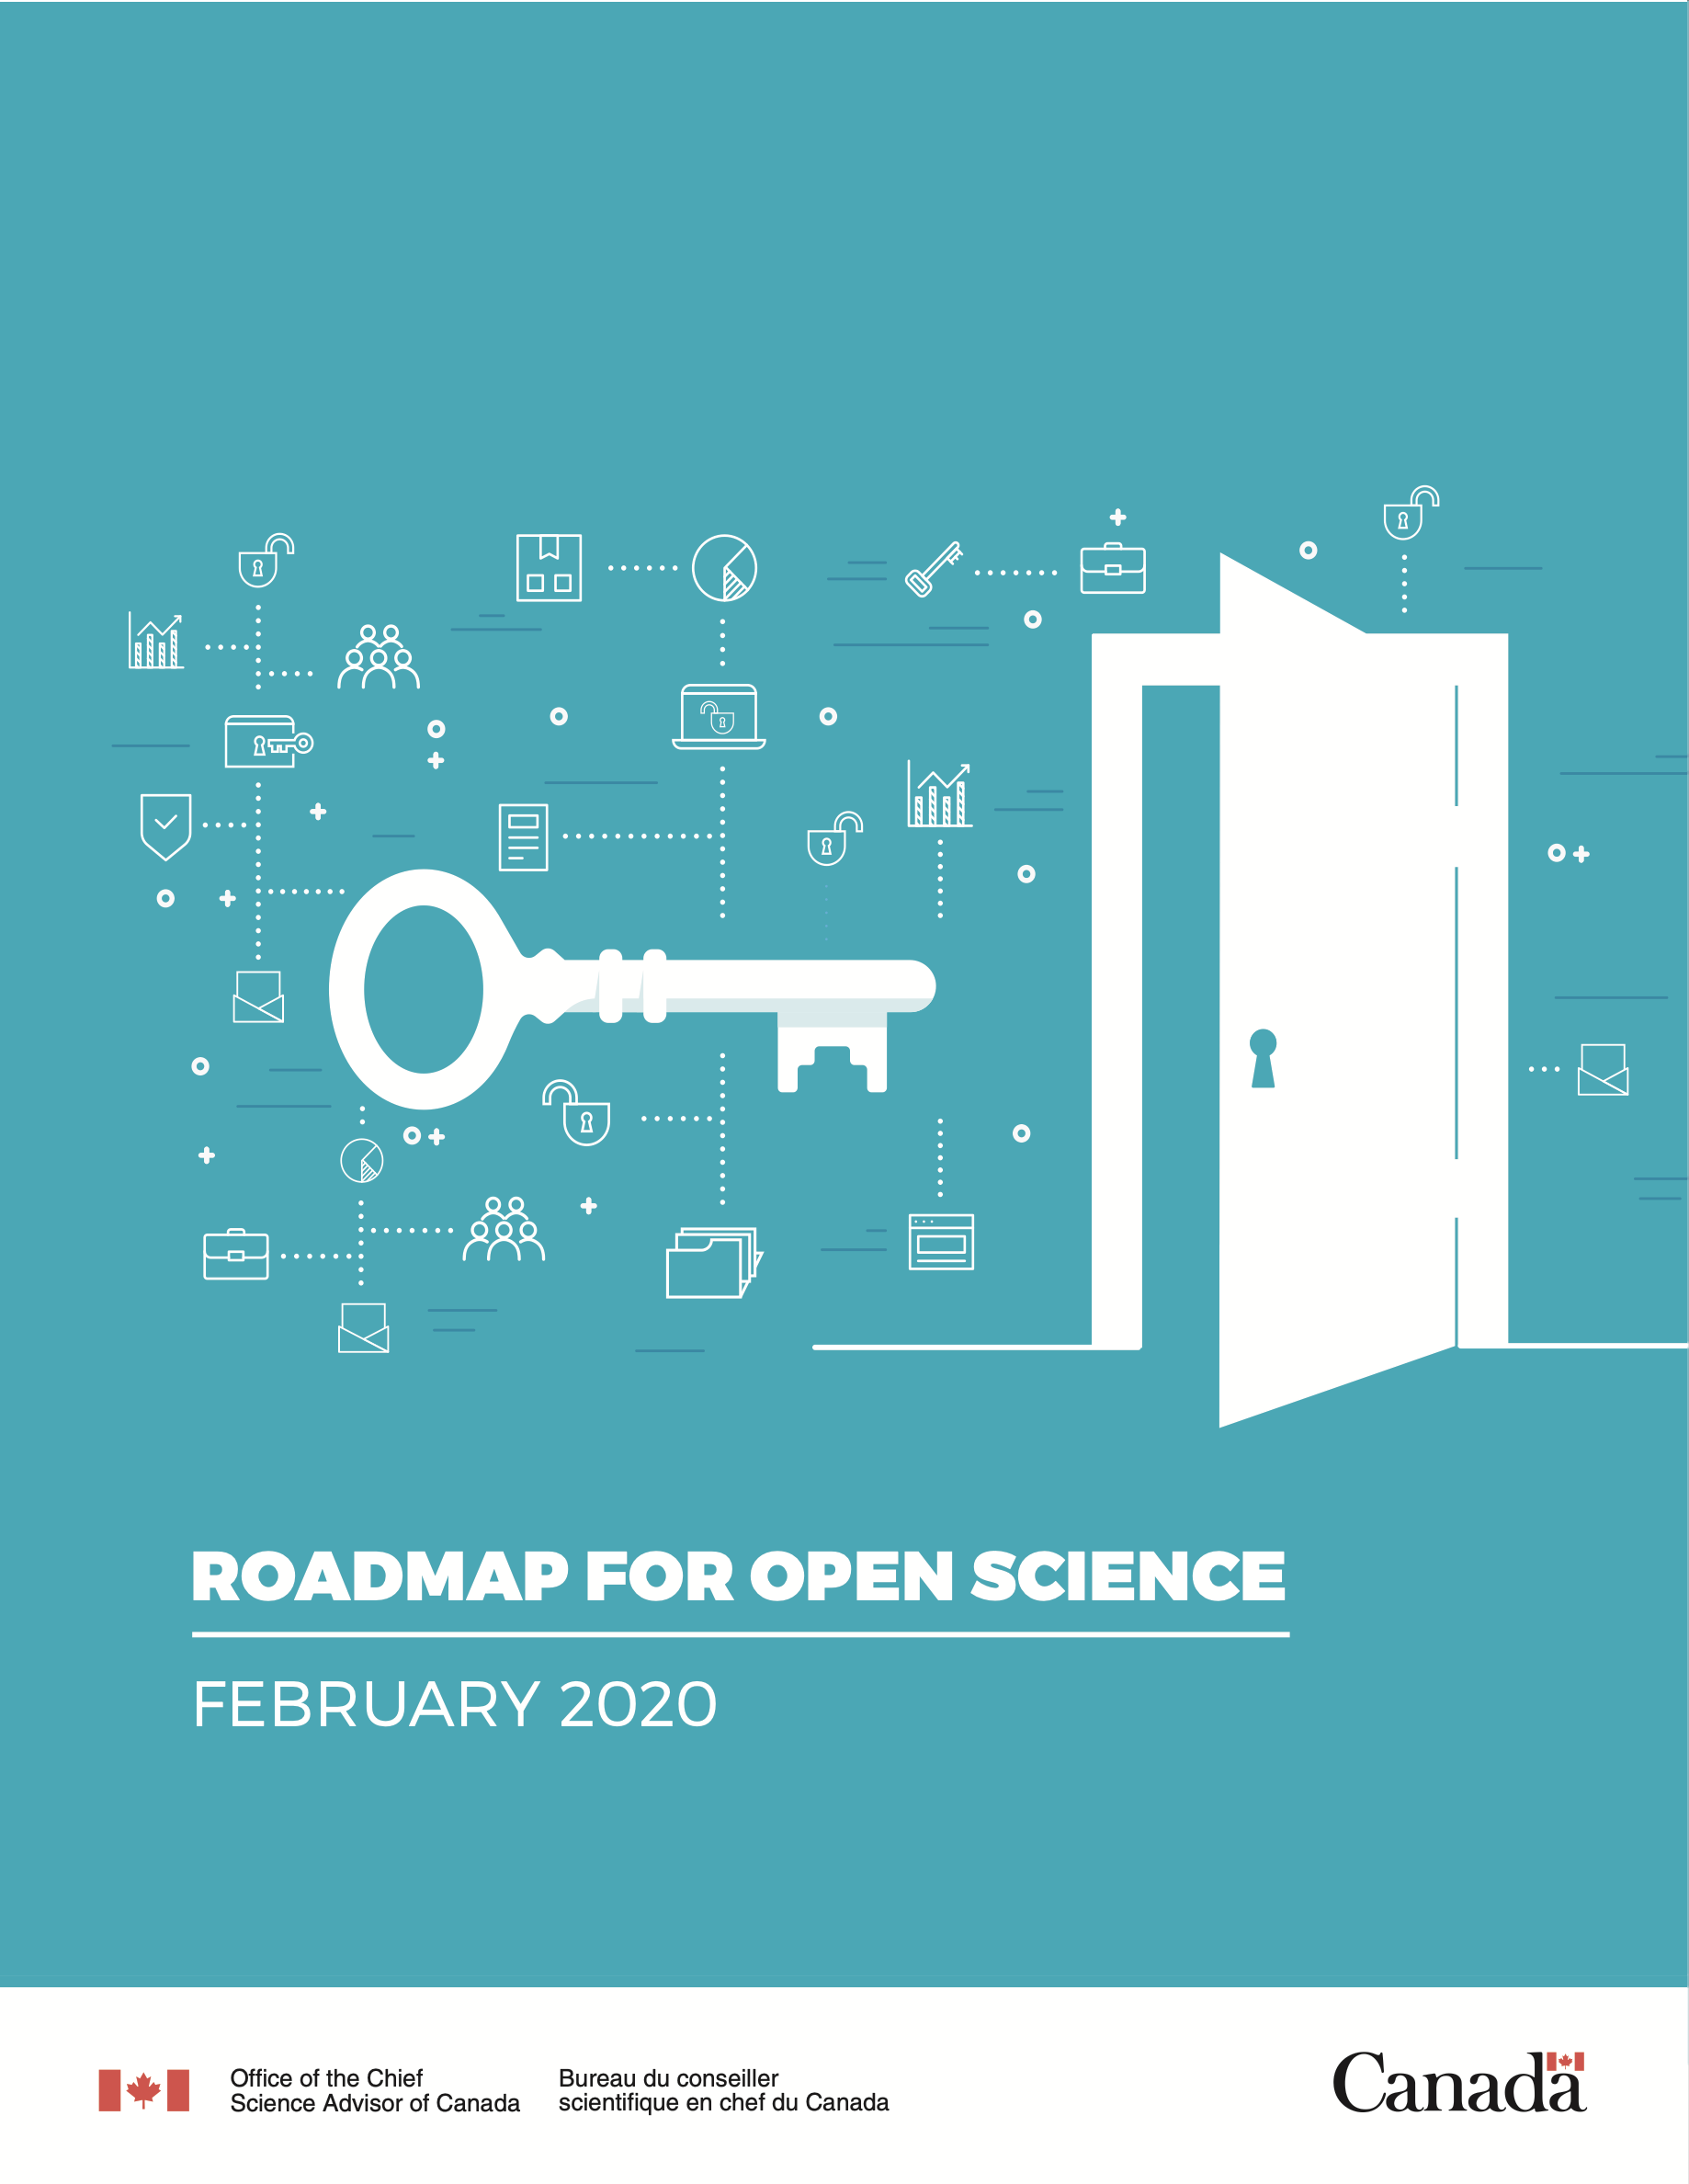 ROADMAP FOR OPEN SCIENCE
FEBRUARY 2020
Office of the Chief
Science Advisor of Canada
Bureau du conseiller
scientifique en chef du Canada
Canada